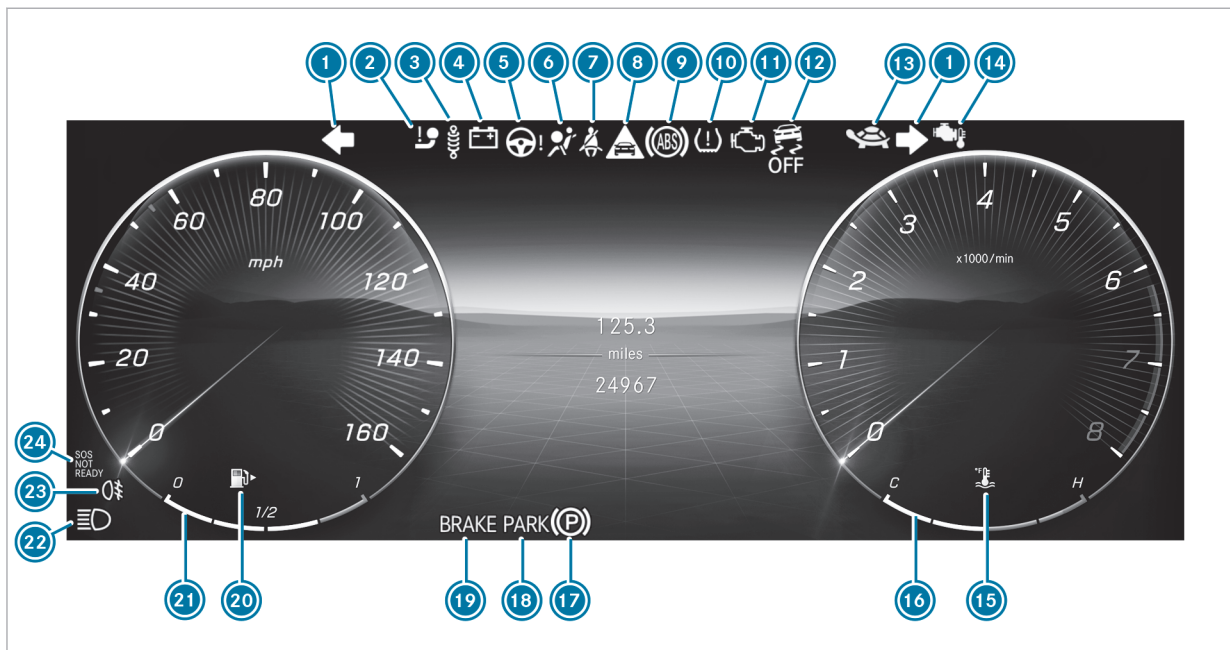 1 2 3 4 5 6 7 8 9 10 11 12 13 1 14
ABS
OFF
0 20 40 60 80 100 120 140 160
mph
125.3
miles
24967
0 1 2 3 4 5 6 7 8
x1000/min
24
SOS
NOT
READY
23
22
0 1/2 1
°F
C H
BRAKE PARK (P)
21 20 19 18 17 16 15